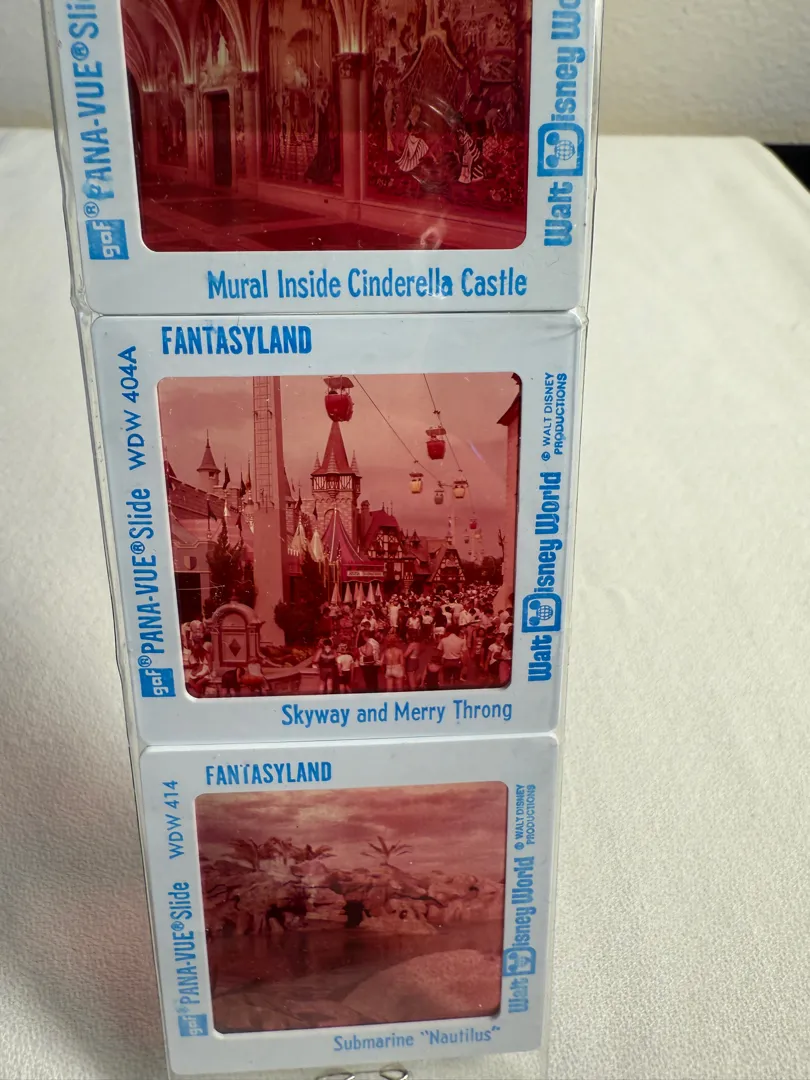 gaf® PANA-VUE® Sli
Walt Disney Wo
Mural Inside Cinderella Castle
FANTASYLAND
gaf® PANA-VUE® Slide WDW 404A
Walt Disney World © WALT DISNEY
PRODUCTIONS
Skyway and Merry Throng
FANTASYLAND
gaf® PANA-VUE® Slide WDW 414
Walt Disney World © WALT DISNEY
PRODUCTIONS
Submarine "Nautilus"